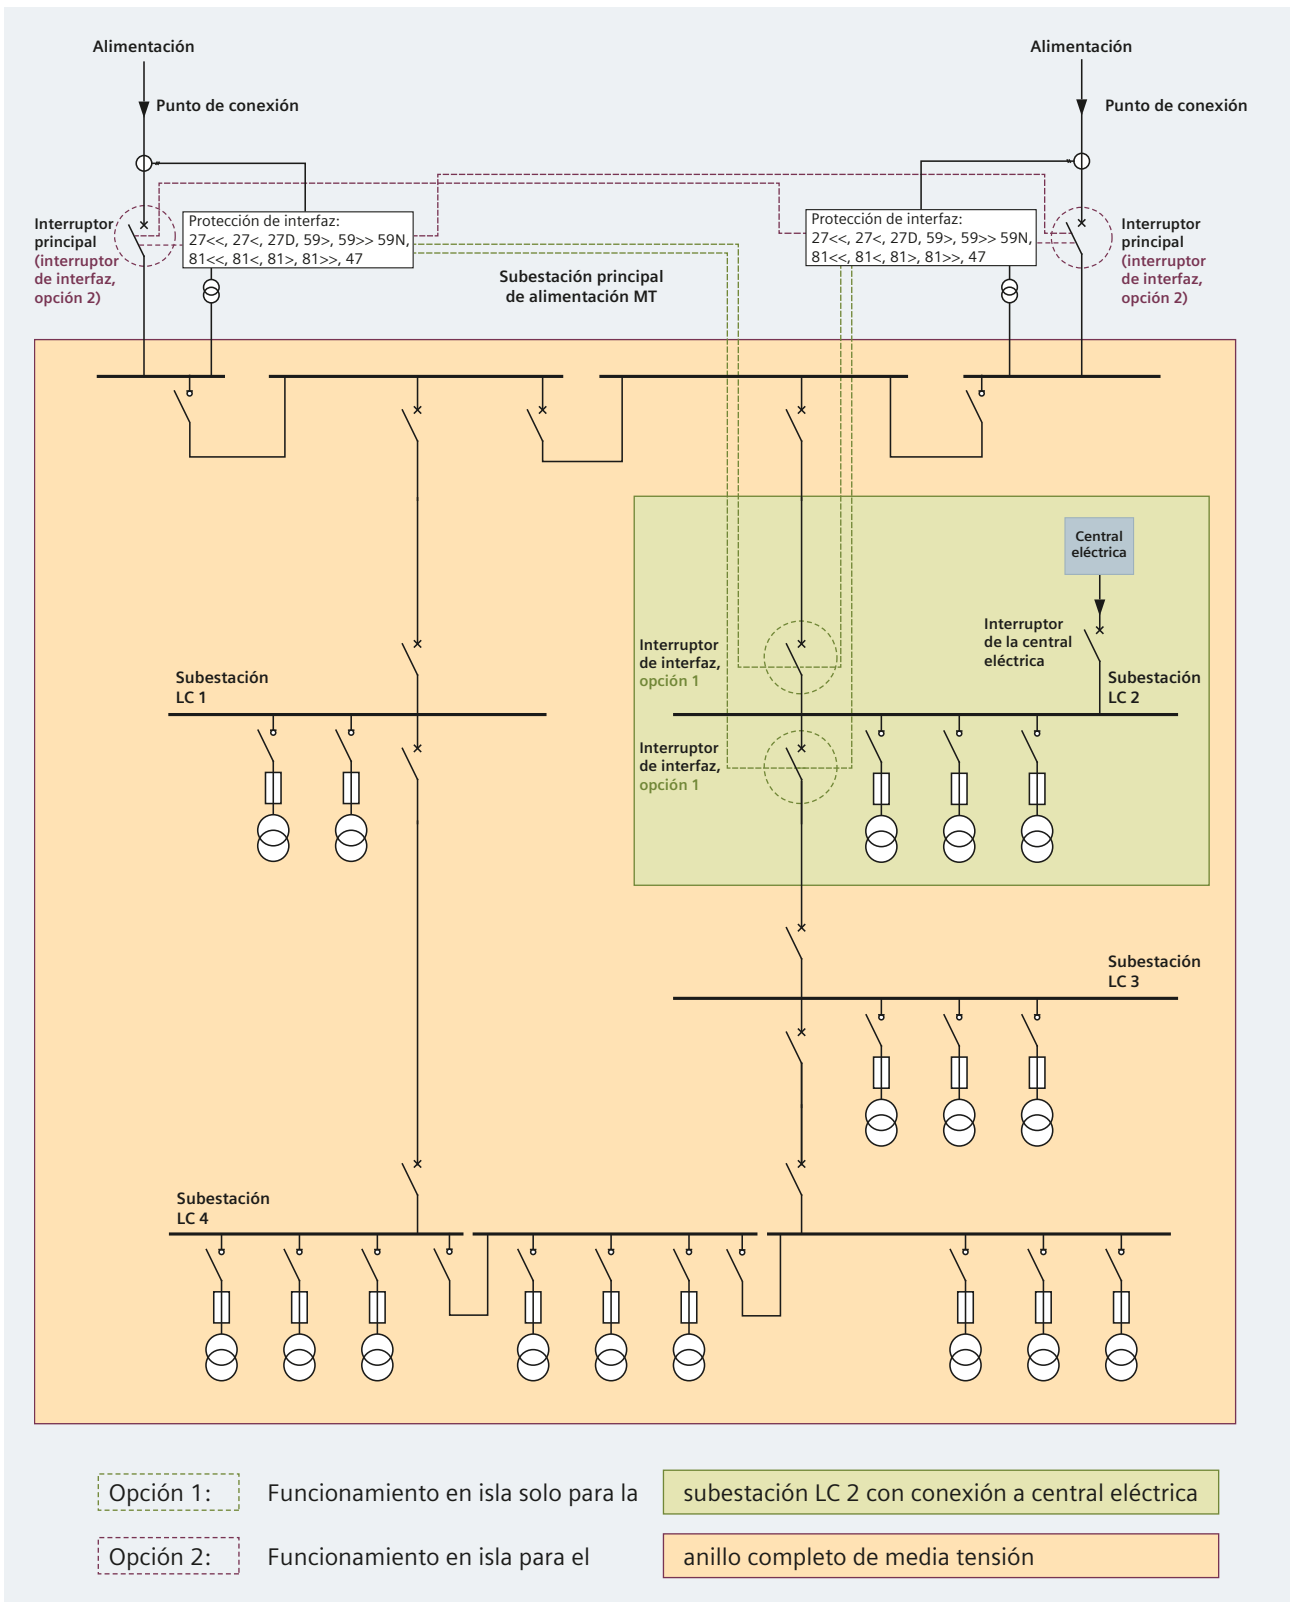 Alimentación
Alimentación
Punto de conexión
Punto de conexión
Interruptor
principal
(interruptor
de interfaz,
opción 2)
Protección de interfaz:
27<<, 27<, 27D, 59>, 59>> 59N,
81<<, 81<, 81>, 81>>, 47
Subestación principal
de alimentación MT
Protección de interfaz:
27<<, 27<, 27D, 59>, 59>> 59N,
81<<, 81<, 81>, 81>>, 47
Interruptor
principal
(interruptor
de interfaz,
opción 2)
Central
eléctrica
Interruptor
de la central
eléctrica
Interruptor
de interfaz,
opción 1
Subestación
LC 1
Subestación
LC 2
Interruptor
de interfaz,
opción 1
Subestación
LC 3
Subestación
LC 4
Opción 1: Funcionamiento en isla solo para la subestación LC 2 con conexión a central eléctrica
Opción 2: Funcionamiento en isla para el anillo completo de media tensión